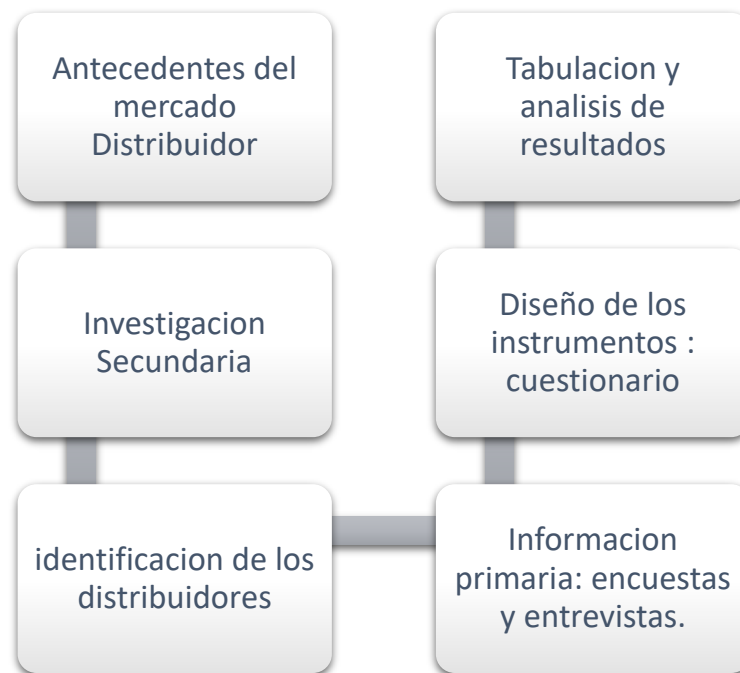 Antecedentes del
mercado
Distribuidor
Investigacion
Secundaria
identificacion de los
distribuidores
Informacion
primaria: encuestas
y entrevistas.
Diseño de los
instrumentos :
cuestionario
Tabulacion y
analisis de
resultados